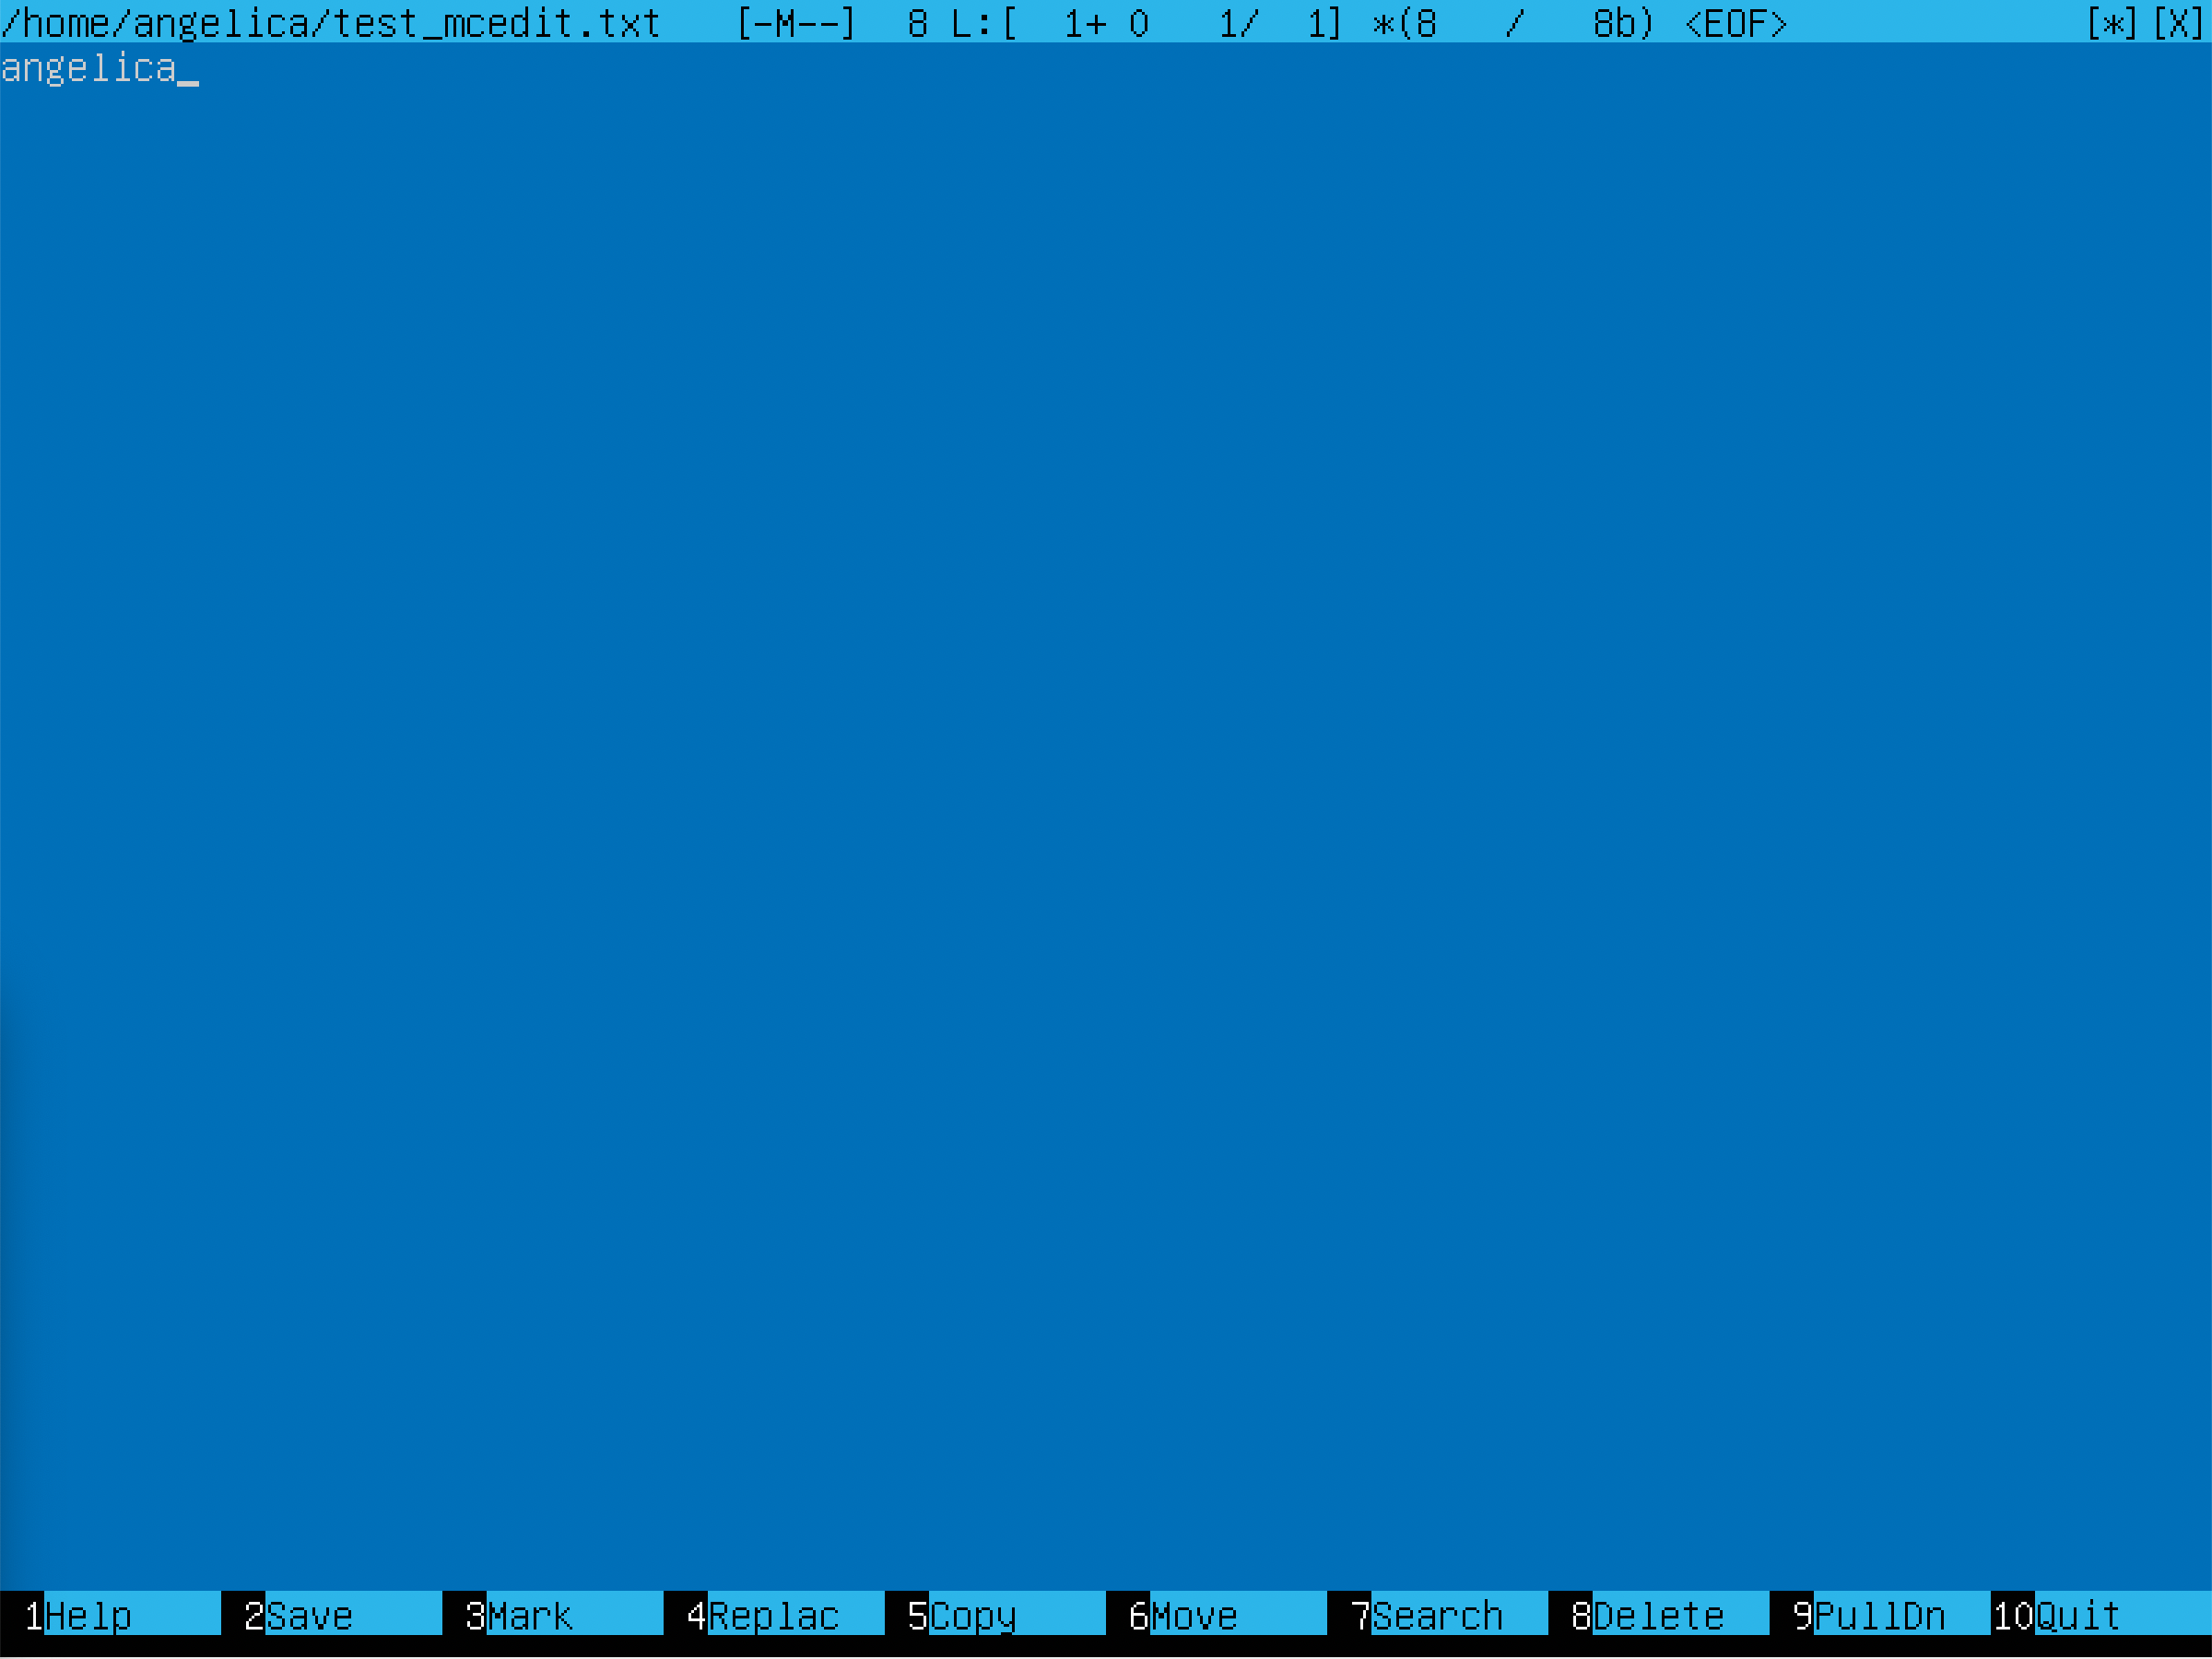 /home/angelica/test_mcedit.txt [-M--] 8 L:[ 1+ 0 1/ 1] *(8 / 8b) <EOF> [*][X]
angelica_
1Help 2Save 3Mark 4Replac 5Copy 6Move 7Search 8Delete 9PullDn 10Quit